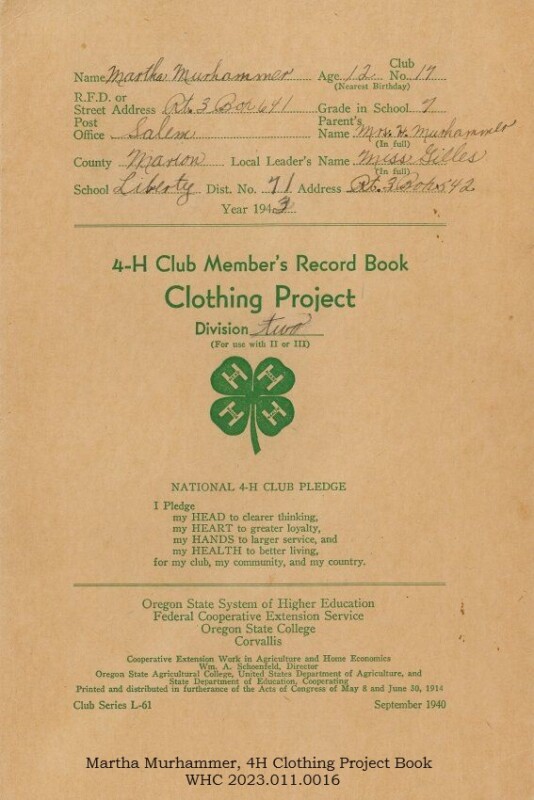 Club
Name Martha Murhammer Age 12 No. 17
(Nearest Birthday)
R.F.D. or
Street Address Rt. 3 Box 641 Grade in School 7
Post Parent's
Office Salem Name Mrs. H. Murhammer
(In full)
County Marion Local Leader's Name Miss Gilles
(In full)
School Liberty Dist. No. 71 Address Rt. 3 Box 542
Year 1943
4-H Club Member's Record Book
Clothing Project
Division two
(For use with II or III)
H H
H H
NATIONAL 4-H CLUB PLEDGE
I Pledge
my HEAD to clearer thinking,
my HEART to greater loyalty,
my HANDS to larger service, and
my HEALTH to better living,
for my club, my community, and my country.
Oregon State System of Higher Education
Federal Cooperative Extension Service
Oregon State College
Corvallis
Cooperative Extension Work in Agriculture and Home Economics
Wm. A. Schoenfeld, Director
Oregon State Agricultural College, United States Department of Agriculture, and
State Department of Education, Cooperating
Printed and distributed in furtherance of the Acts of Congress of May 8 and June 30, 1914
Club Series L-61 September 1940
Martha Murhammer, 4H Clothing Project Book
WHC 2023.011.0016